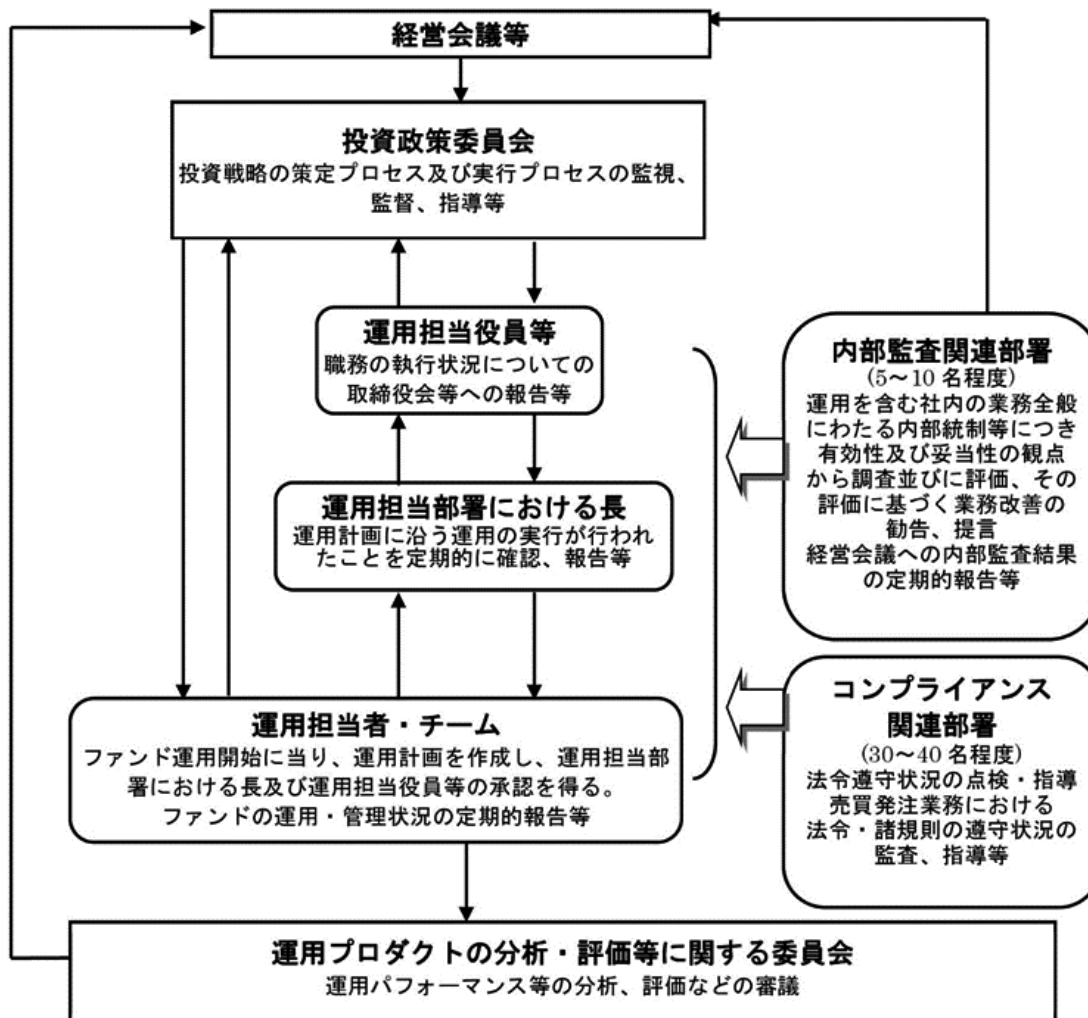 経営会議等
投資政策委員会
投資戦略の策定プロセス及び実行プロセスの監視、
監督、指導等
運用担当役員等
職務の執行状況についての
取締役会等への報告等
運用担当部署における長
運用計画に沿う運用の実行が行われ
たことを定期的に確認、報告等
運用担当者・チーム
ファンド運用開始に当り、運用計画を作成し、運用担当部
署における長及び運用担当役員等の承認を得る。
ファンドの運用・管理状況の定期的報告等
内部監査関連部署
(5～10 名程度)
運用を含む社内の業務全般
にわたる内部統制等につき
有効性及び妥当性の観点
から調査並びに評価、その
評価に基づく業務改善の
勧告、提言
経営会議への内部監査結果
の定期的報告等
コンプライアンス
関連部署
(30～40 名程度)
法令遵守状況の点検・指導
売買発注業務における
法令・諸規則の遵守状況の
監査、指導等
運用プロダクトの分析・評価等に関する委員会
運用パフォーマンス等の分析、評価などの審議